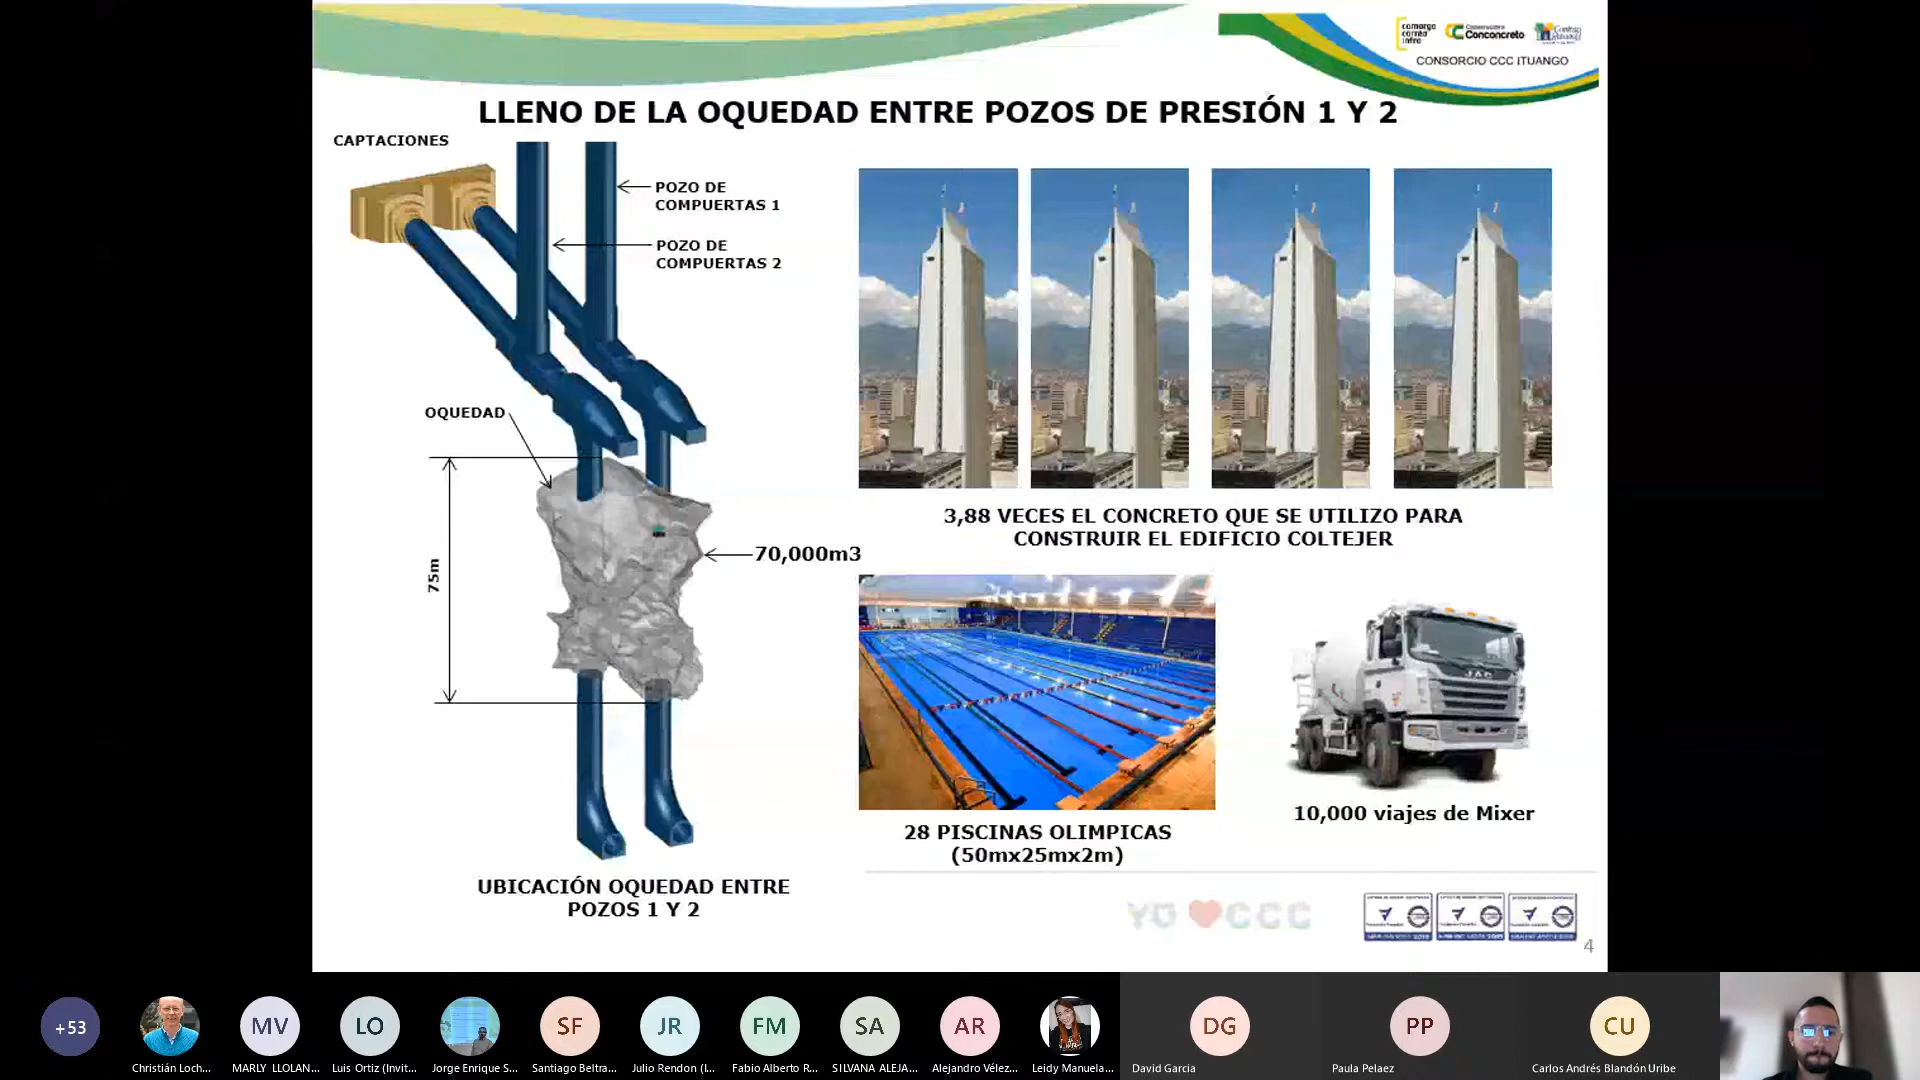 camargo
corrêa
infra
Constructora
Conconcreto
CONSORCIO CCC ITUANGO
LLENO DE LA OQUEDAD ENTRE POZOS DE PRESIÓN 1 Y 2
CAPTACIONES
POZO DE
COMPUERTAS 1
POZO DE
COMPUERTAS 2
OQUEDAD
75m
70,000m3
UBICACIÓN OQUEDAD ENTRE
POZOS 1 Y 2
3,88 VECES EL CONCRETO QUE SE UTILIZO PARA
CONSTRUIR EL EDIFICIO COLTEJER
28 PISCINAS OLIMPICAS
(50mx25mx2m)
JAC
10,000 viajes de Mixer
YO CCC
4
+53
MV
LO
SF
JR
FM
SA
AR
DG
PP
CU
Christián Loch...
MARLY LLOLAN...
Luis Ortiz (Invit...
Jorge Enrique S...
Santiago Beltra...
Julio Rendon (I...
Fabio Alberto R...
SILVANA ALEJA...
Alejandro Vélez...
Leidy Manuela...
David Garcia
Paula Pelaez
Carlos Andrés Blandón Uribe